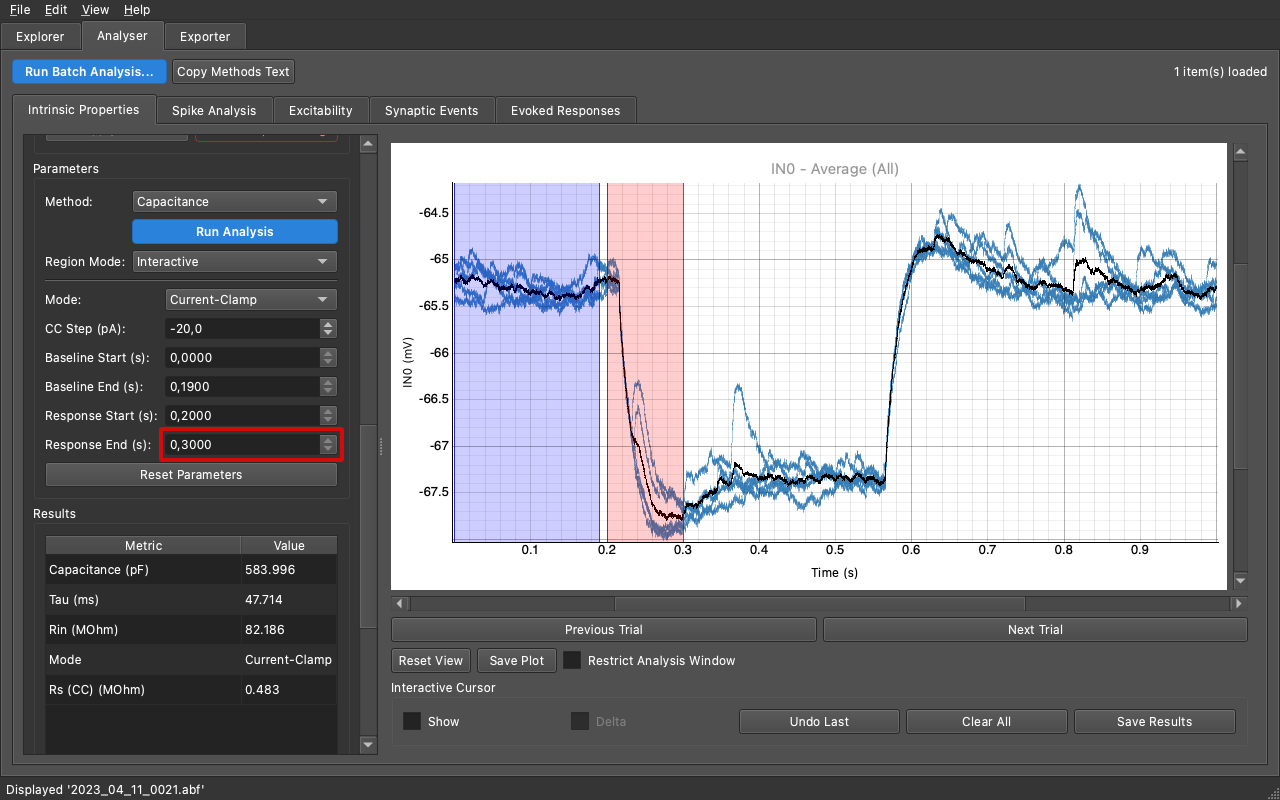 File Edit View Help
Explorer Analyser Exporter
Run Batch Analysis... Copy Methods Text 1 item(s) loaded
Intrinsic Properties Spike Analysis Excitability Synaptic Events Evoked Responses
Parameters
Method: Capacitance
Run Analysis
Region Mode: Interactive
Mode: Current-Clamp
CC Step (pA): -20,0
Baseline Start (s): 0,0000
Baseline End (s): 0,1900
Response Start (s): 0,2000
Response End (s): 0,3000
Reset Parameters
Results
Metric Value
Capacitance (pF) 583.996
Tau (ms) 47.714
Rin (MOhm) 82.186
Mode Current-Clamp
Rs (CC) (MOhm) 0.483
IN0 - Average (All)
IN0 (mV)
-64.5
-65
-65.5
-66
-66.5
-67
-67.5
0.1 0.2 0.3 0.4 0.5 0.6 0.7 0.8 0.9
Time (s)
Previous Trial Next Trial
Reset View Save Plot Restrict Analysis Window
Interactive Cursor
Show Delta Undo Last Clear All Save Results
Displayed '2023_04_11_0021.abf'